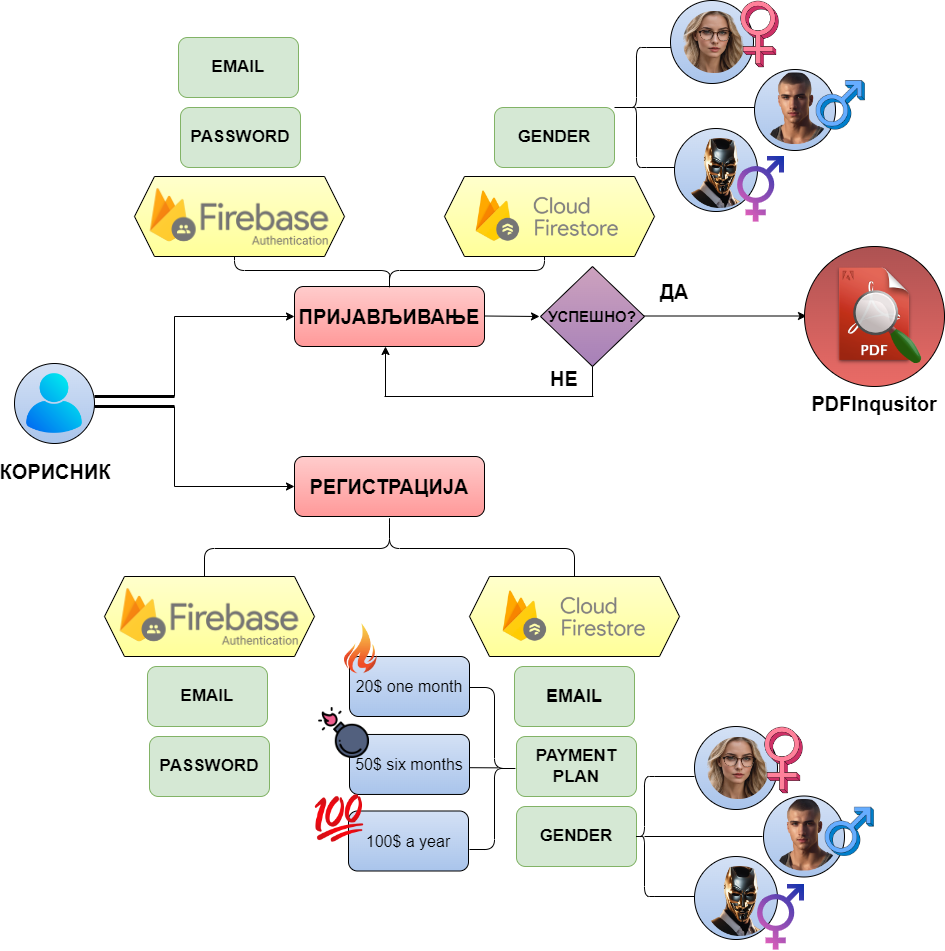 EMAIL
PASSWORD
GENDER
Firebase
Authentication
Cloud
Firestore
ПРИЈАВЉИВАЊЕ
УСПЕШНО?
ДА
НЕ
PDF
PDFInqusitor
КОРИСНИК
РЕГИСТРАЦИЈА
Firebase
Authentication
Cloud
Firestore
EMAIL
PASSWORD
20$ one month
50$ six months
100
100$ a year
EMAIL
PAYMENT
PLAN
GENDER